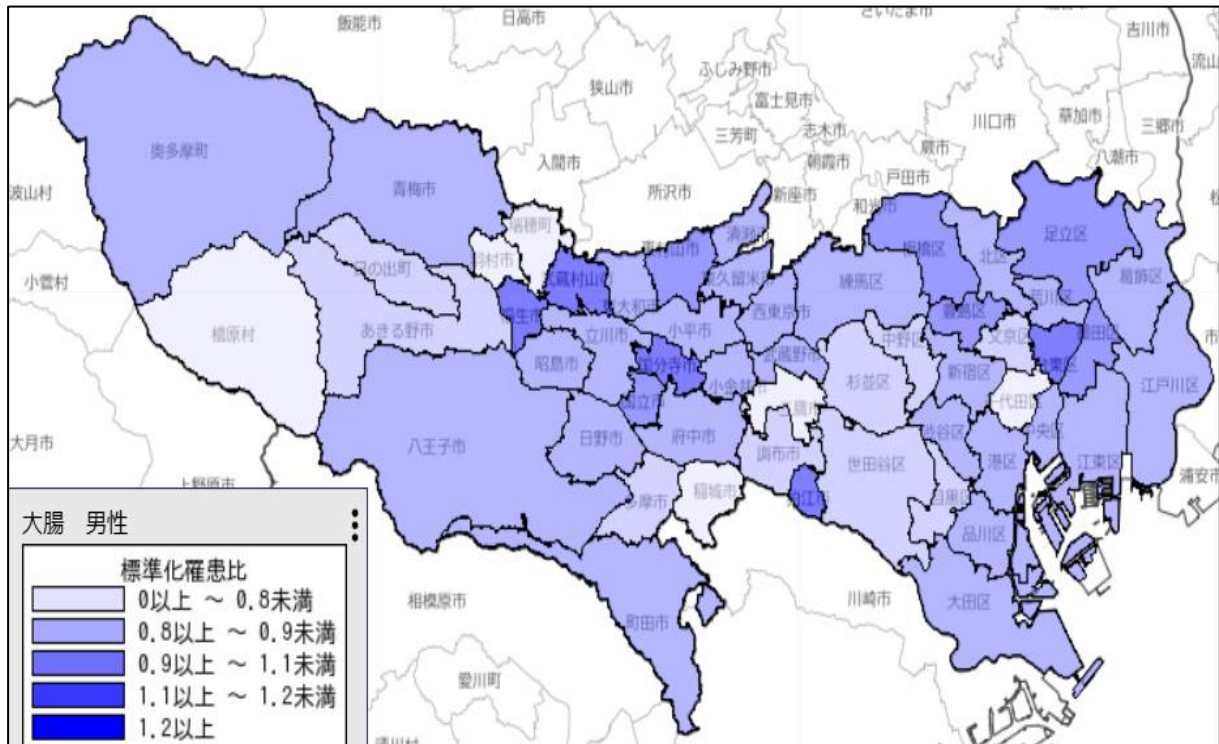 飯能市
日高市
さいたま市
吉川市
流山
狭山市
ふじみ野市
富士見市
川口市
草加市
三郷市
三芳町
志木市
蕨市
八潮市
入間市
朝霞市
戸田市
奥多摩町
青梅市
所沢市
新座市
和光市
波山村
瑞穂町
清瀬市
足立区
東村山市
板橋区
北区
羽村市
小菅村
日の出町
武蔵村山市
東久留米市
練馬区
葛飾区
東大和市
荒川区
福生市
西東京市
豊島区
檜原村
あきる野市
立川市
小平市
中野区
文京区
墨田区
昭島市
国分寺市
武蔵野市
台東区
小金井市
杉並区
新宿区
江戸川区
国立市
三鷹市
千代田区
大月市
八王子市
日野市
府中市
渋谷区
中央区
調布市
世田谷区
港区
江東区
浦安市
上野原市
多摩市
稲城市
狛江市
目黒区
品川区
相模原市
川崎市
大田区
町田市
愛川町
大腸 男性
標準化罹患比
0以上 ～ 0.8未満
0.8以上 ～ 0.9未満
0.9以上 ～ 1.1未満
1.1以上 ～ 1.2未満
1.2以上